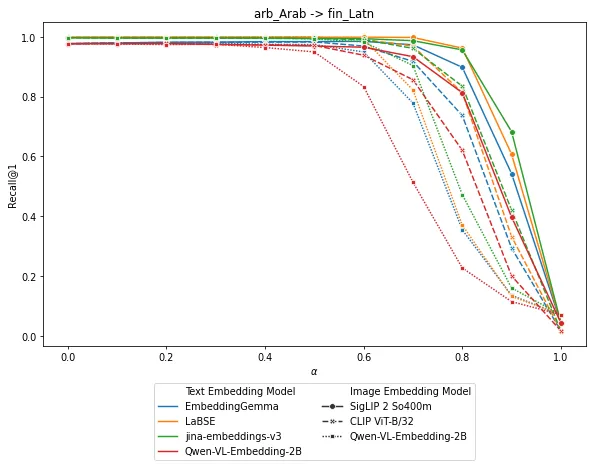 arb_Arab -> fin_Latn
Recall@1
1.0
0.8
0.6
0.4
0.2
0.0
0.0 0.2 0.4 0.6 0.8 1.0
α
Text Embedding Model
EmbeddingGemma
LaBSE
jina-embeddings-v3
Qwen-VL-Embedding-2B
Image Embedding Model
SigLIP 2 So400m
CLIP ViT-B/32
Qwen-VL-Embedding-2B